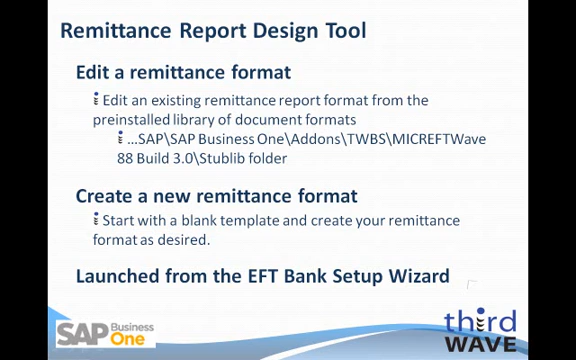 Remittance Report Design Tool
Edit a remittance format
Edit an existing remittance report format from the
preinstalled library of document formats
...SAP\SAP Business One\Addons\TWBS\MICREFTWave
88 Build 3.0\Stublib folder
Create a new remittance format
Start with a blank template and create your remittance
format as desired.
Launched from the EFT Bank Setup Wizard
SAP Business One
third
WAVE